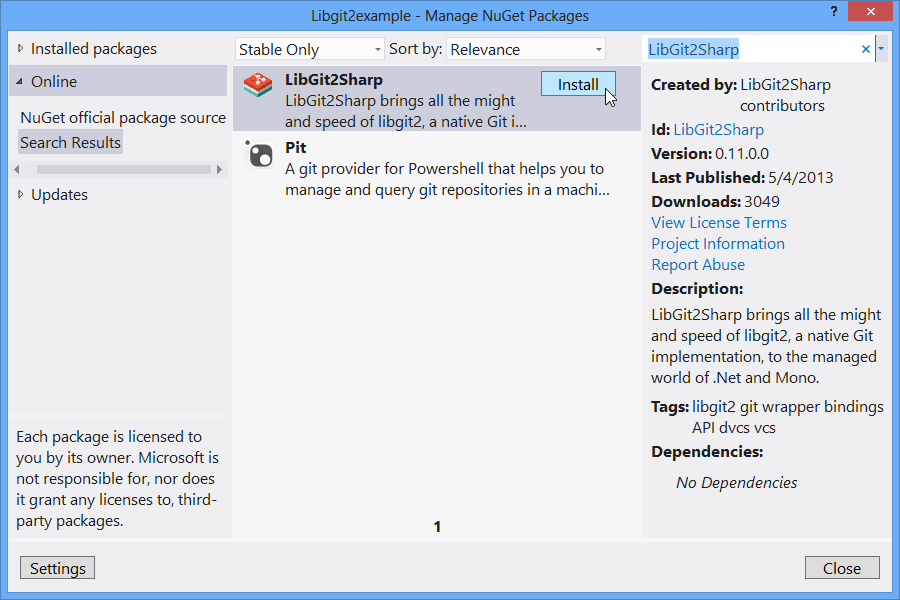 Libgit2example - Manage NuGet Packages
?
×
Installed packages
Online
NuGet official package source
Search Results
Updates
Each package is licensed to
you by its owner. Microsoft is
not responsible for, nor does
it grant any licenses to, third-
party packages.
Stable Only
Sort by: Relevance
LibGit2Sharp
Install
LibGit2Sharp brings all the might
and speed of libgit2, a native Git i...
Pit
A git provider for Powershell that helps you to
manage and query git repositories in a machi...
1
LibGit2Sharp
×
Created by: LibGit2Sharp
contributors
Id: LibGit2Sharp
Version: 0.11.0.0
Last Published: 5/4/2013
Downloads: 3049
View License Terms
Project Information
Report Abuse
Description:
LibGit2Sharp brings all the might
and speed of libgit2, a native Git
implementation, to the managed
world of .Net and Mono.
Tags: libgit2 git wrapper bindings
API dvcs vcs
Dependencies:
No Dependencies
Settings
Close